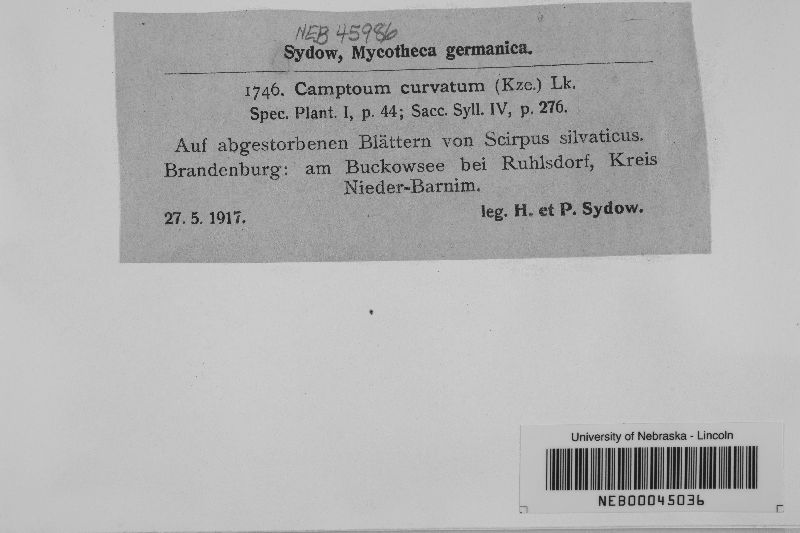 NEB 45986
Sydow, Mycotheca germanica.
1746. Camptoum curvatum (Kze.) Lk.
Spec. Plant. I, p. 44; Sacc. Syll. IV, p. 276.
Auf abgestorbenen Blättern von Scirpus silvaticus.
Brandenburg: am Buckowsee bei Ruhlsdorf, Kreis
Nieder-Barnim.
27. 5. 1917. leg. H. et P. Sydow.
University of Nebraska - Lincoln
NEB00045036